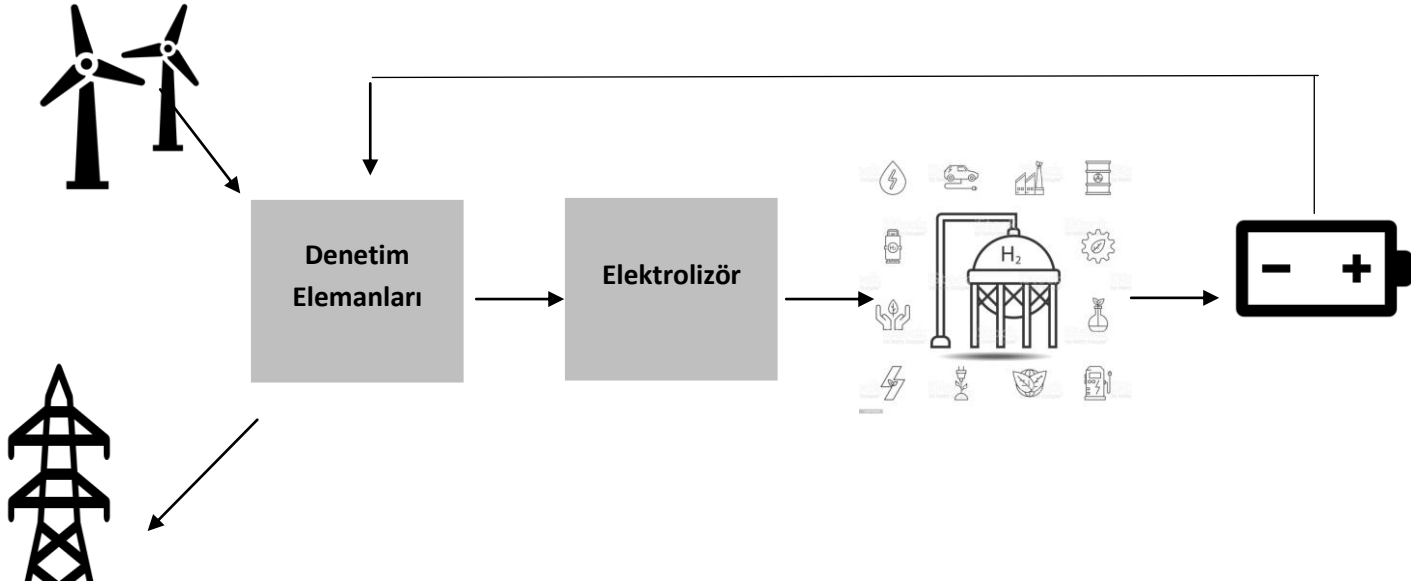 Denetim
Elemanları
Elektrolizör
H₂